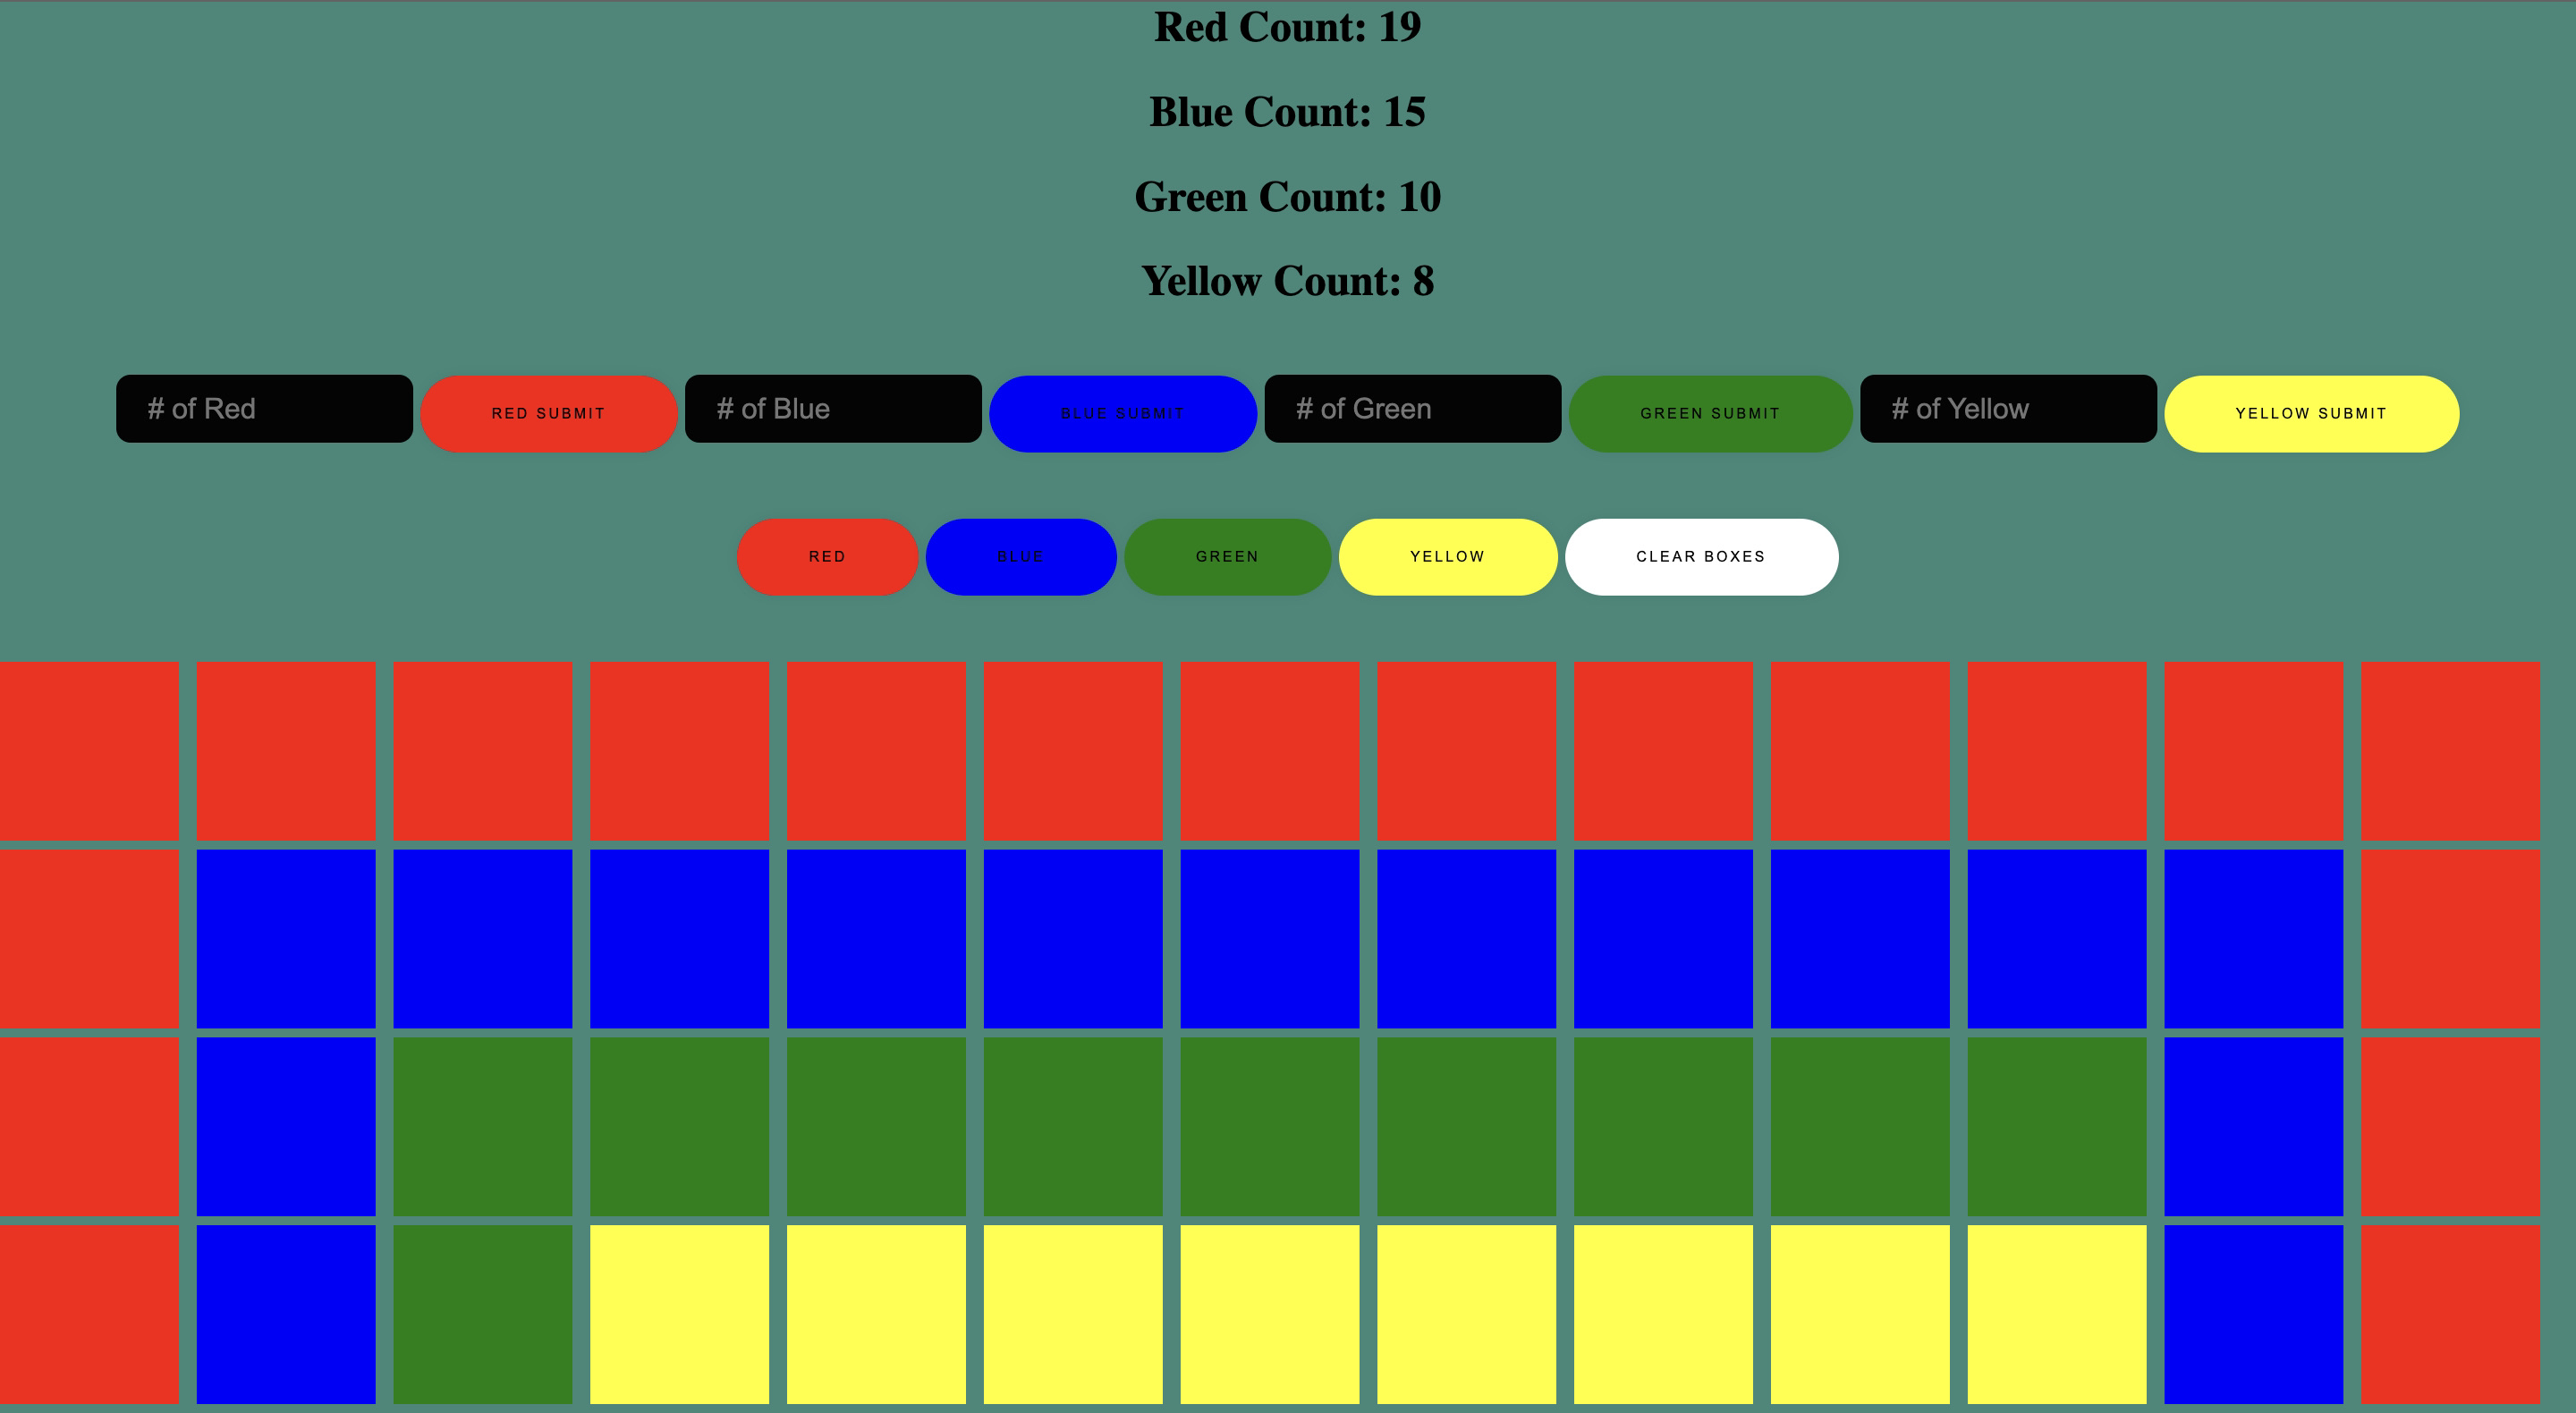 Red Count: 19
Blue Count: 15
Green Count: 10
Yellow Count: 8
# of Red RED SUBMIT # of Blue BLUE SUBMIT # of Green GREEN SUBMIT # of Yellow YELLOW SUBMIT
RED BLUE GREEN YELLOW CLEAR BOXES